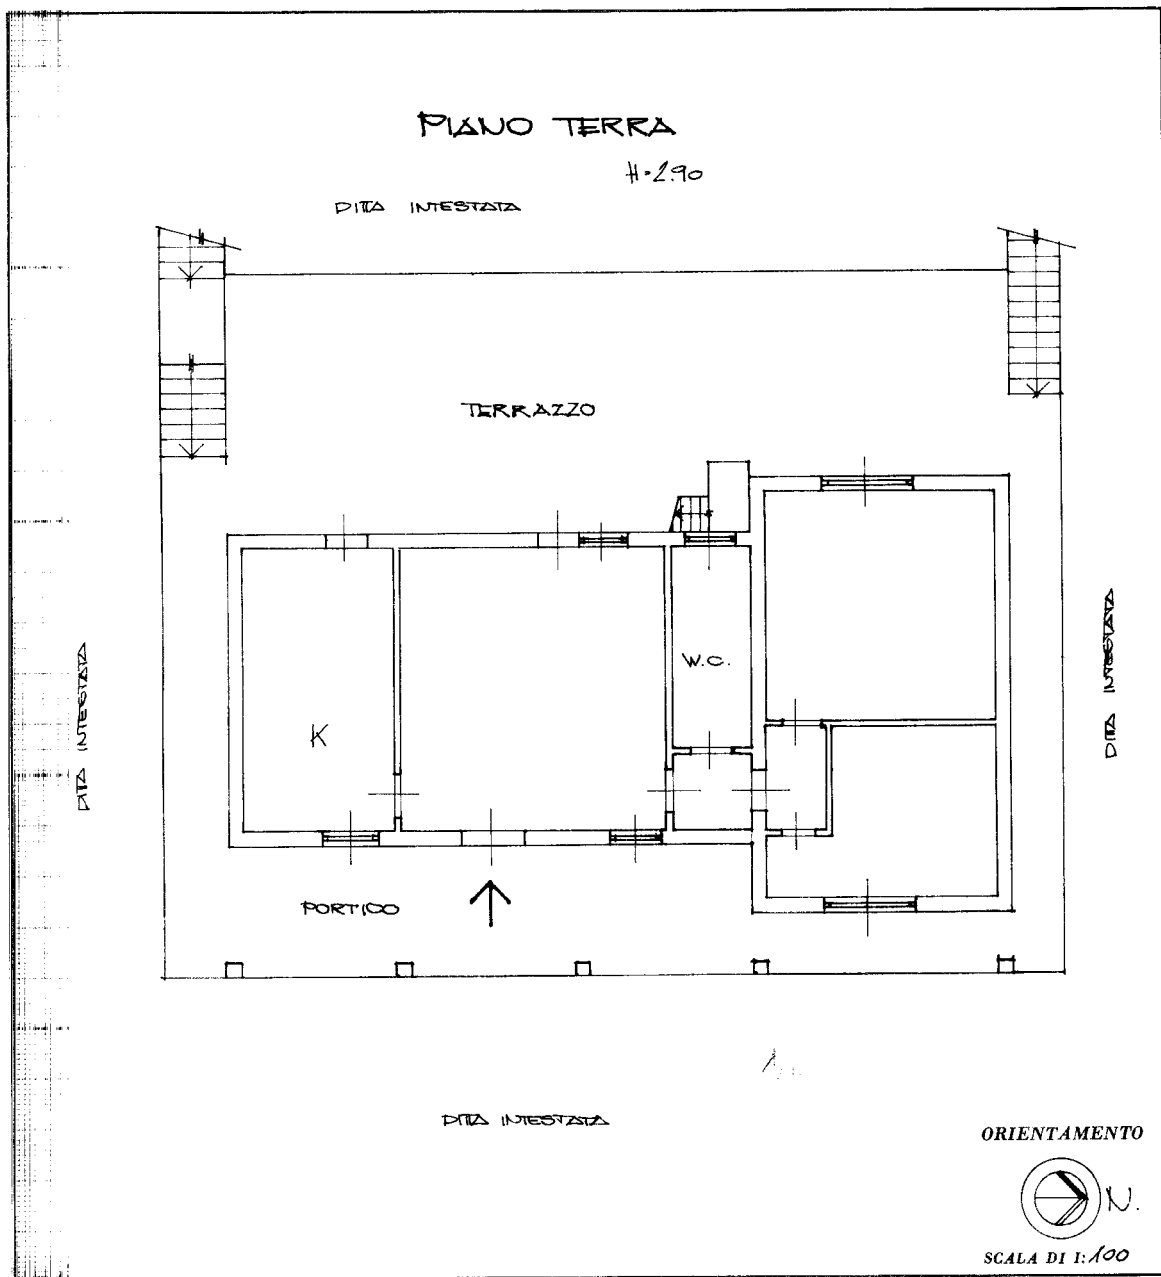 PIANO TERRA
H=2.90
DITTA INTESTATA
TERRAZZO
DITTA INTESTATA
DITTA INTESTATA
W.C.
K
PORTICO
DITTA INTESTATA
ORIENTAMENTO
N.
SCALA DI 1:100